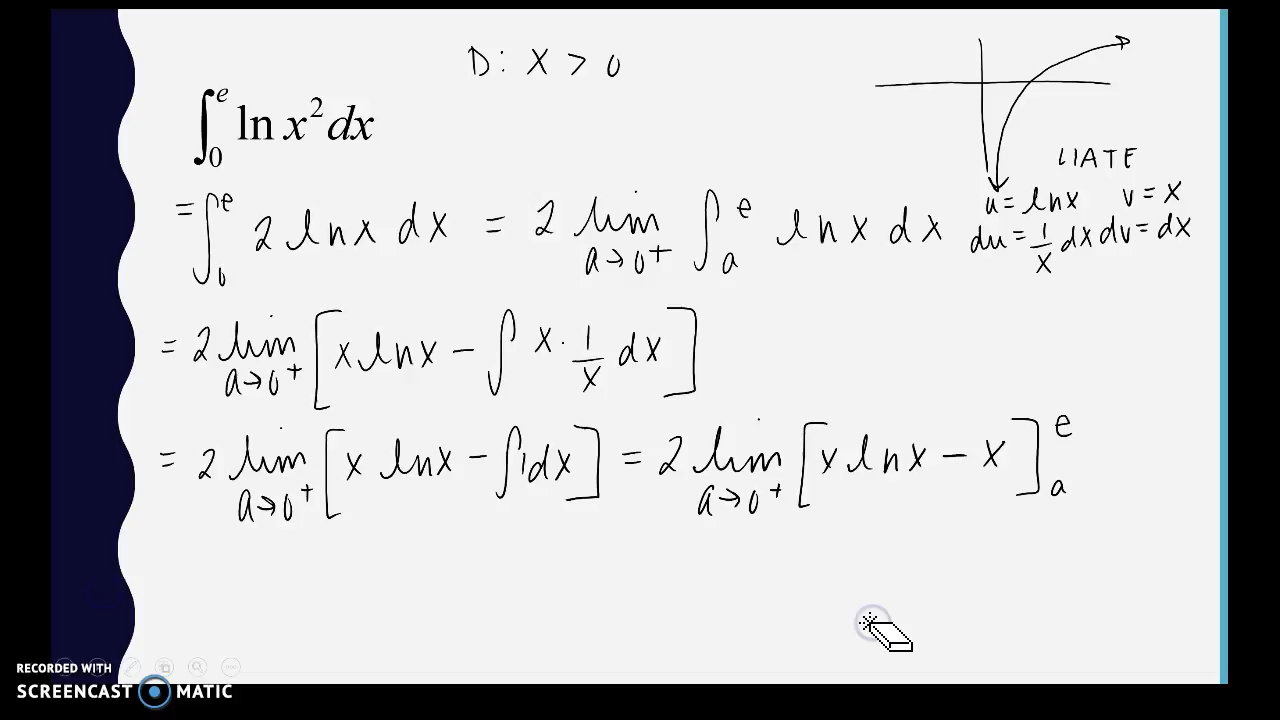 D: x > 0
∫₀ᵉ ln x² dx
LIATE
u = ln x v = x
du = 1/x dx dv = dx
= ∫₀ᵉ 2 ln x dx = 2 lim a→0⁺ ∫ₐᵉ ln x dx
= 2 lim a→0⁺ [x ln x − ∫ x · 1/x dx]
= 2 lim a→0⁺ [x ln x − ∫ 1 dx] = 2 lim a→0⁺ [x ln x − x]ₐᵉ
RECORDED WITH
SCREENCAST MATIC